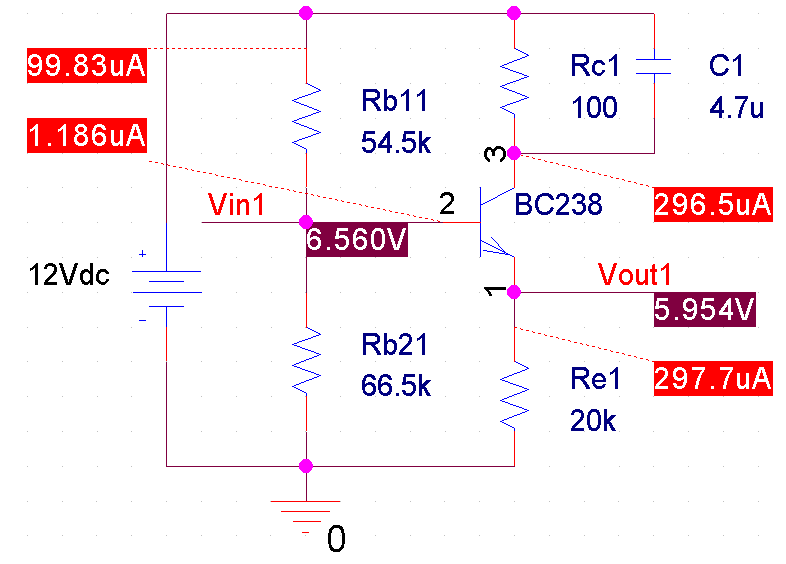 99.83uA
Rb11
54.5k
Rc1
100
C1
4.7u
1.186uA
3
Vin1
2
BC238
296.5uA
6.560V
12Vdc
+
-
1
Vout1
5.954V
Rb21
66.5k
Re1
20k
297.7uA
0